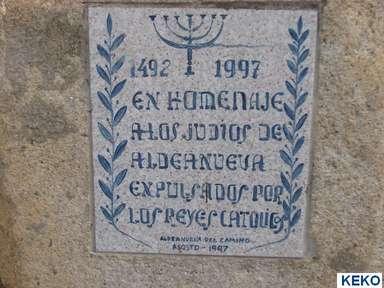 1492 1997
EN HOMENAJE
A LOS JUDIOS DE
ALDEANUEVA
EXPULSADOS POR
LOS REYES CATOLICOS
ALDEANUEVA DEL CAMINO
AGOSTO - 1997
KEKO